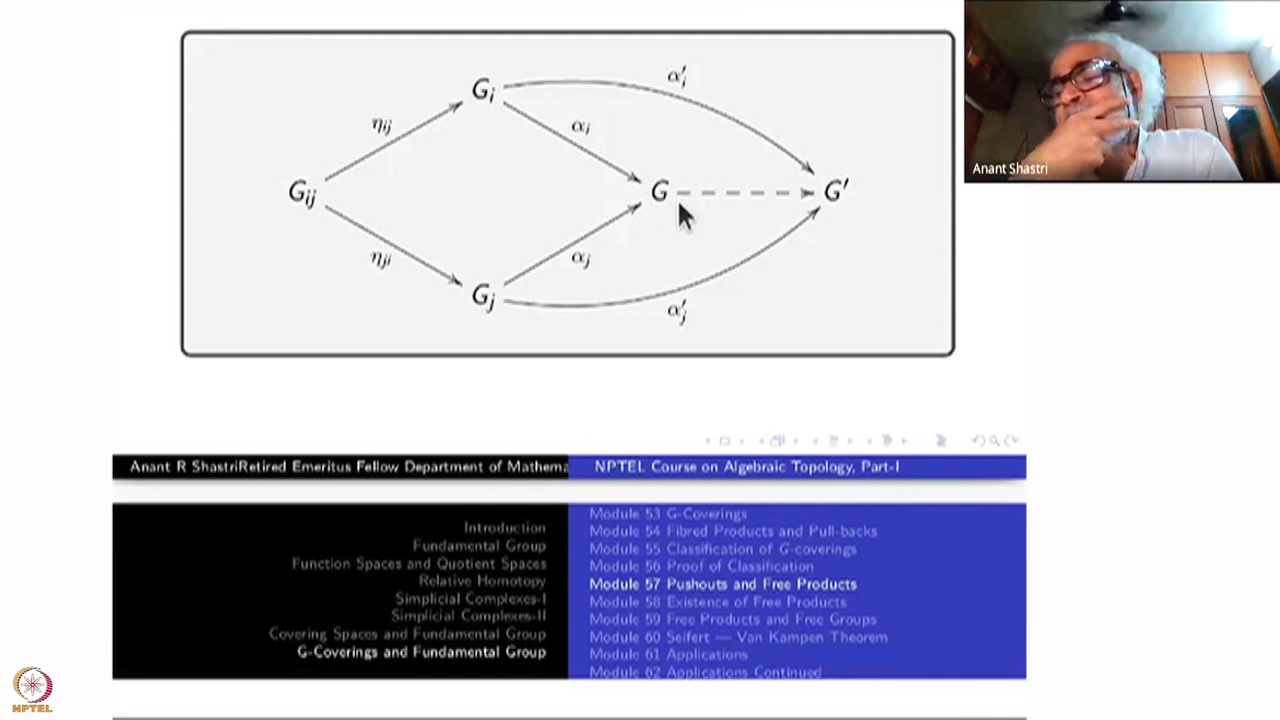 α′i
Gi
ηij
αi
Gij
G
G′
ηji
αj
Gj
α′j
Anant Shastri
Anant R ShastriRetired Emeritus Fellow Department of Mathema
NPTEL Course on Algebraic Topology, Part-I
Introduction
Fundamental Group
Function Spaces and Quotient Spaces
Relative Homotopy
Simplicial Complexes-I
Simplicial Complexes-II
Covering Spaces and Fundamental Group
G-Coverings and Fundamental Group
Module 53 G-Coverings
Module 54 Fibred Products and Pull-backs
Module 55 Classification of G-coverings
Module 56 Proof of Classification
Module 57 Pushouts and Free Products
Module 58 Existence of Free Products
Module 59 Free Products and Free Groups
Module 60 Seifert — Van Kampen Theorem
Module 61 Applications
Module 62 Applications Continued
NPTEL